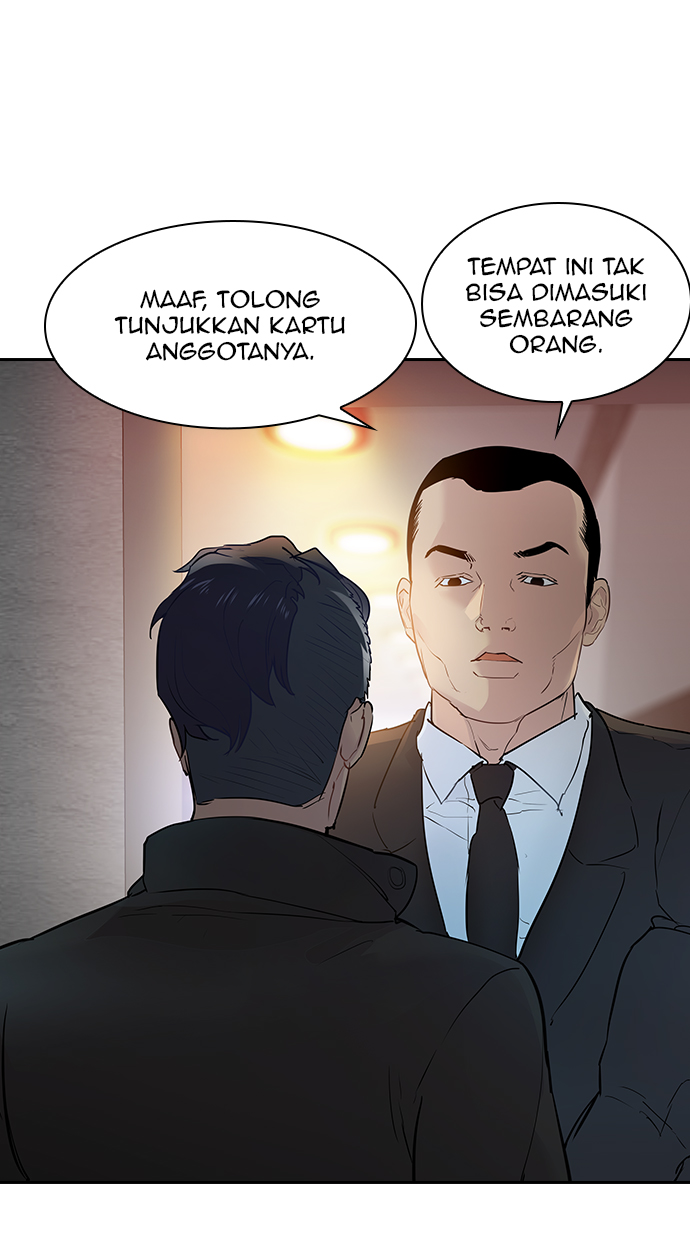 MAAF, TOLONG
TUNJUKKAN KARTU
ANGGOTANYA.
TEMPAT INI TAK
BISA DIMASUKI
SEMBARANG
ORANG.